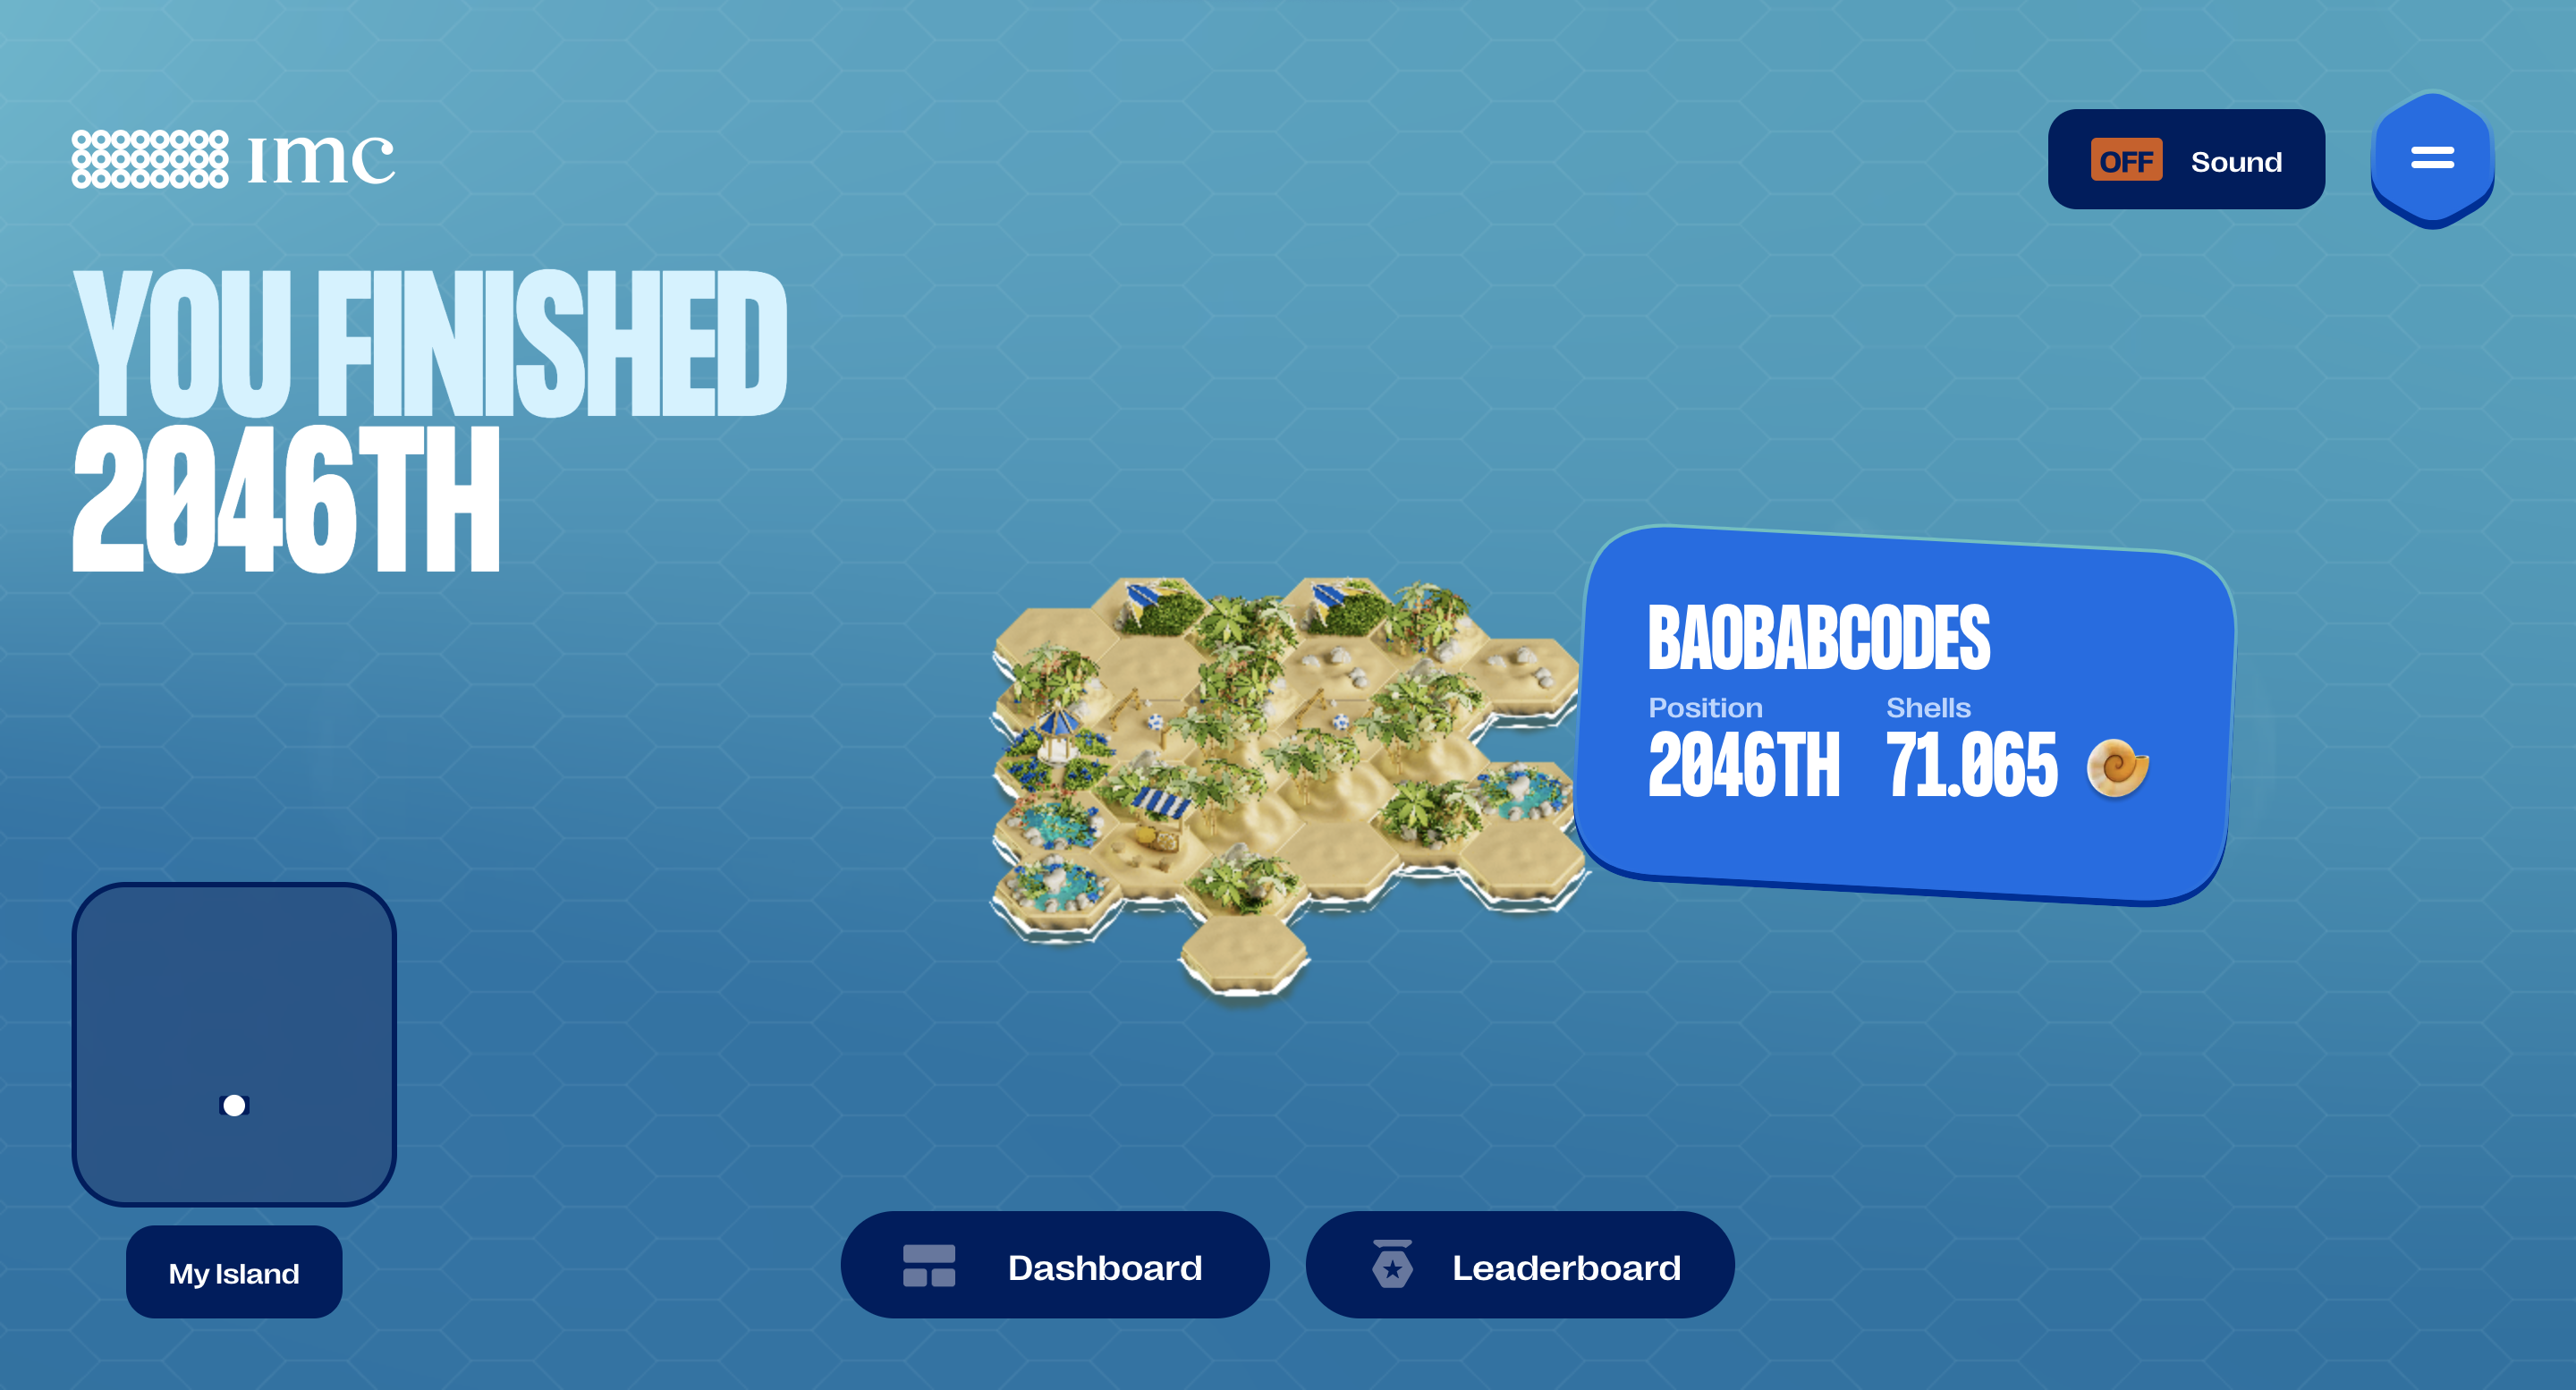 imc
OFF Sound
YOU FINISHED
2046TH
BAOBABCODES
Position Shells
2046TH 71.065
My Island
Dashboard
Leaderboard